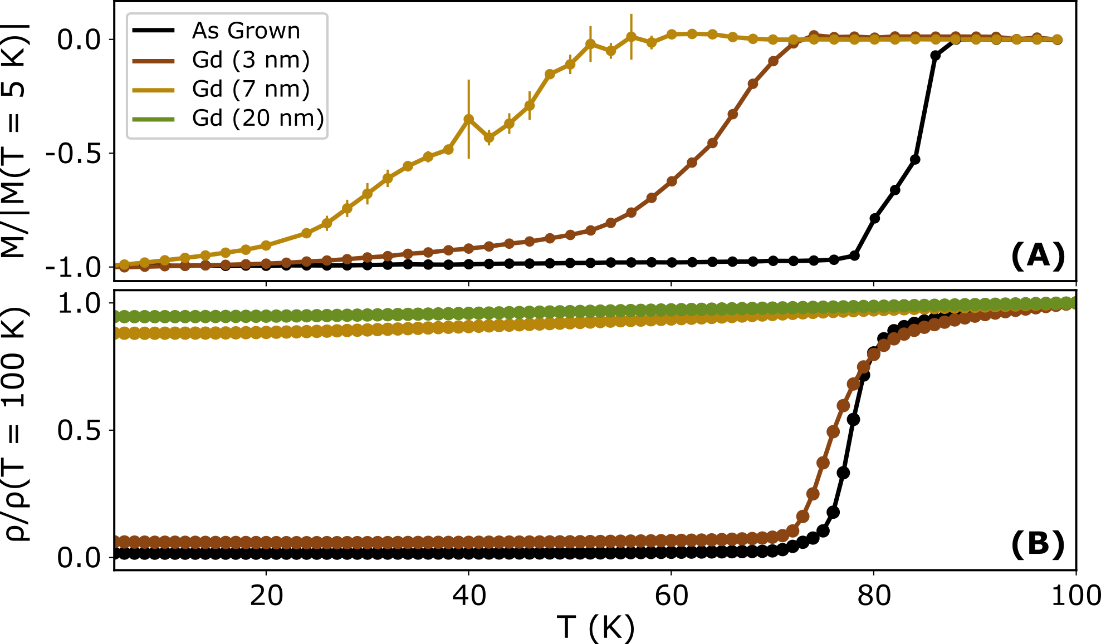 M/|M(T = 5 K)|
0.0
-0.5
-1.0
As Grown
Gd (3 nm)
Gd (7 nm)
Gd (20 nm)
(A)
ρ/ρ(T = 100 K)
1.0
0.5
0.0
(B)
20 40 60 80 100
T (K)